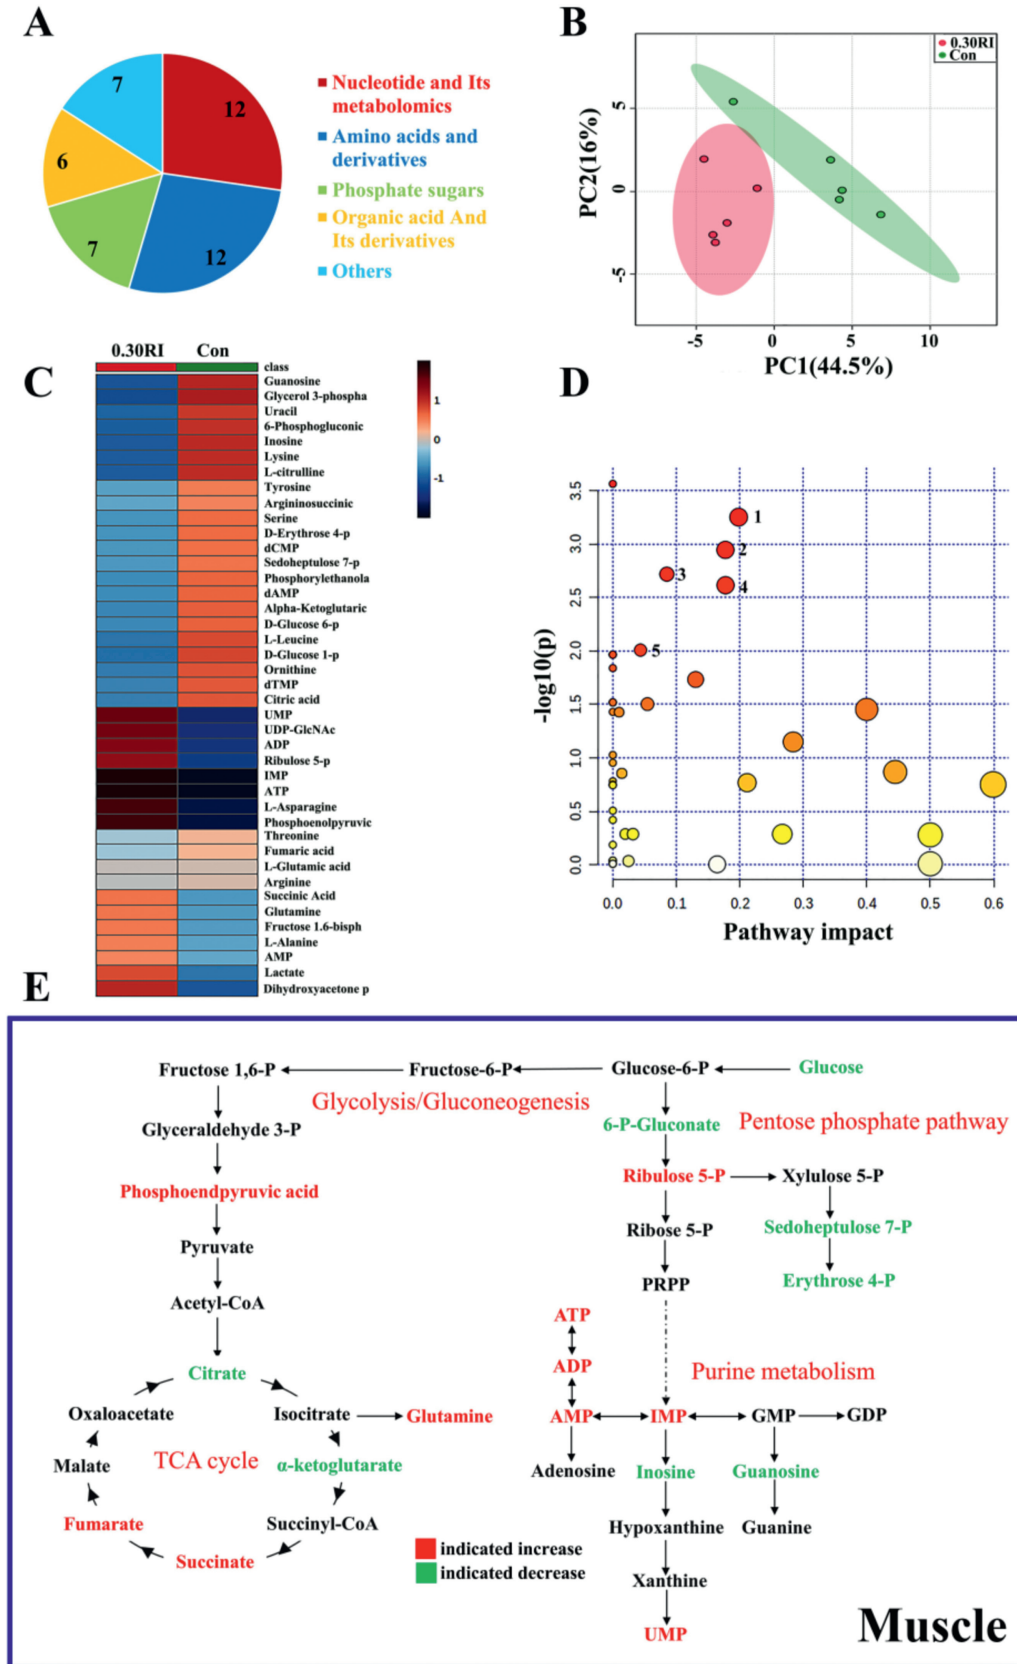 A
12
12
7
6
7
Nucleotide and Its
metabolomics
Amino acids and
derivatives
Phosphate sugars
Organic acid And
Its derivatives
Others
B
0.30RI
Con
PC2(16%)
5
0
-5
-5
0
5
10
PC1(44.5%)
C
0.30RI
Con
class
Guanosine
Glycerol 3-phospha
Uracil
6-Phosphogluconic
Inosine
Lysine
L-citrulline
Tyrosine
Argininosuccinic
Serine
D-Erythrose 4-p
dCMP
Sedoheptulose 7-p
Phosphorylethanola
dAMP
Alpha-Ketoglutaric
D-Glucose 6-p
L-Leucine
D-Glucose 1-p
Ornithine
dTMP
Citric acid
UMP
UDP-GlcNAc
ADP
Ribulose 5-p
IMP
ATP
L-Asparagine
Phosphoenolpyruvic
Threonine
Fumaric acid
L-Glutamic acid
Arginine
Succinic Acid
Glutamine
Fructose 1.6-bisph
L-Alanine
AMP
Lactate
Dihydroxyacetone p
1
0
-1
D
-log10(p)
3.5
3.0
2.5
2.0
1.5
1.0
0.5
0.0
1
2
3
4
5
0.0
0.1
0.2
0.3
0.4
0.5
0.6
Pathway impact
E
Fructose 1,6-P
Fructose-6-P
Glucose-6-P
Glucose
Glycolysis/Gluconeogenesis
Glyceraldehyde 3-P
6-P-Gluconate
Pentose phosphate pathway
Phosphoendpyruvic acid
Ribulose 5-P
Xylulose 5-P
Pyruvate
Ribose 5-P
Sedoheptulose 7-P
Acetyl-CoA
PRPP
Erythrose 4-P
ATP
Citrate
ADP
Purine metabolism
Oxaloacetate
Isocitrate
Glutamine
AMP
IMP
GMP
GDP
Malate
TCA cycle
α-ketoglutarate
Adenosine
Inosine
Guanosine
Fumarate
Succinyl-CoA
Hypoxanthine
Guanine
Succinate
indicated increase
indicated decrease
Xanthine
UMP
Muscle